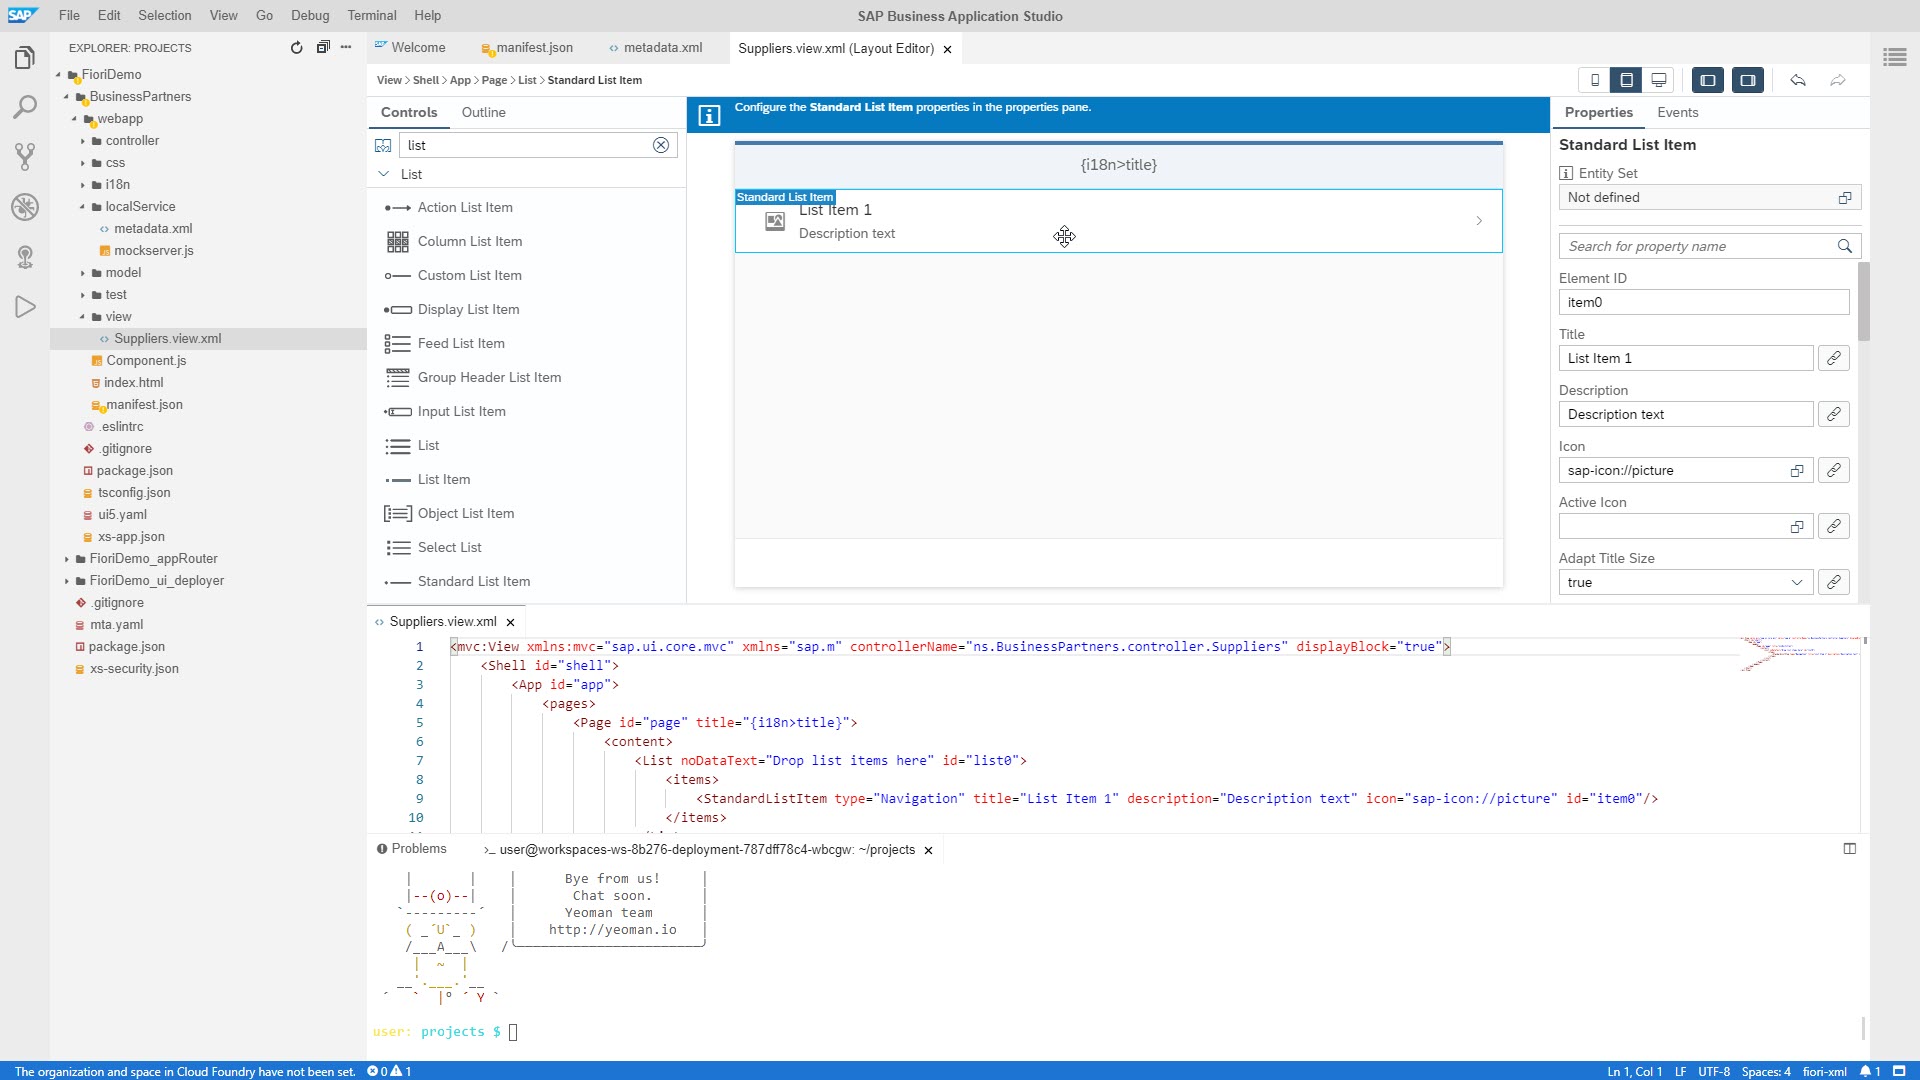 SAP File Edit Selection View Go Debug Terminal Help SAP Business Application Studio
EXPLORER: PROJECTS
FioriDemo
BusinessPartners
webapp
controller
css
i18n
localService
metadata.xml
mockserver.js
model
test
view
Suppliers.view.xml
Component.js
index.html
manifest.json
.eslintrc
.gitignore
package.json
tsconfig.json
ui5.yaml
xs-app.json
FioriDemo_appRouter
FioriDemo_ui_deployer
.gitignore
mta.yaml
package.json
xs-security.json
Welcome manifest.json metadata.xml Suppliers.view.xml (Layout Editor)
View > Shell > App > Page > List > Standard List Item
Controls Outline
list
List
Action List Item
Column List Item
Custom List Item
Display List Item
Feed List Item
Group Header List Item
Input List Item
List
List Item
Object List Item
Select List
Standard List Item
Configure the Standard List Item properties in the properties pane.
{i18n>title}
Standard List Item
List Item 1
Description text
Properties Events
Standard List Item
Entity Set
Not defined
Search for property name
Element ID
item0
Title
List Item 1
Description
Description text
Icon
sap-icon://picture
Active Icon
Adapt Title Size
true
Suppliers.view.xml
1 <mvc:View xmlns:mvc="sap.ui.core.mvc" xmlns="sap.m" controllerName="ns.BusinessPartners.controller.Suppliers" displayBlock="true">
2 <Shell id="shell">
3 <App id="app">
4 <pages>
5 <Page id="page" title="{i18n>title}">
6 <content>
7 <List noDataText="Drop list items here" id="list0">
8 <items>
9 <StandardListItem type="Navigation" title="List Item 1" description="Description text" icon="sap-icon://picture" id="item0"/>
10 </items>
Problems >_ user@workspaces-ws-8b276-deployment-787dff78c4-wbcgw: ~/projects
|       |    |      Bye from us!     |
|--(o)--|    |       Chat soon.      |
`---------´   |      Yeoman team      |
( _´U`_ )    |    http://yeoman.io   |
/___A___\   /╰───────────────────────╯
|  ~  |
__'.___.'__
´   `  |° ´ Y `
user: projects $
The organization and space in Cloud Foundry have not been set. 0 1 Ln 1, Col 1 LF UTF-8 Spaces: 4 fiori-xml 1